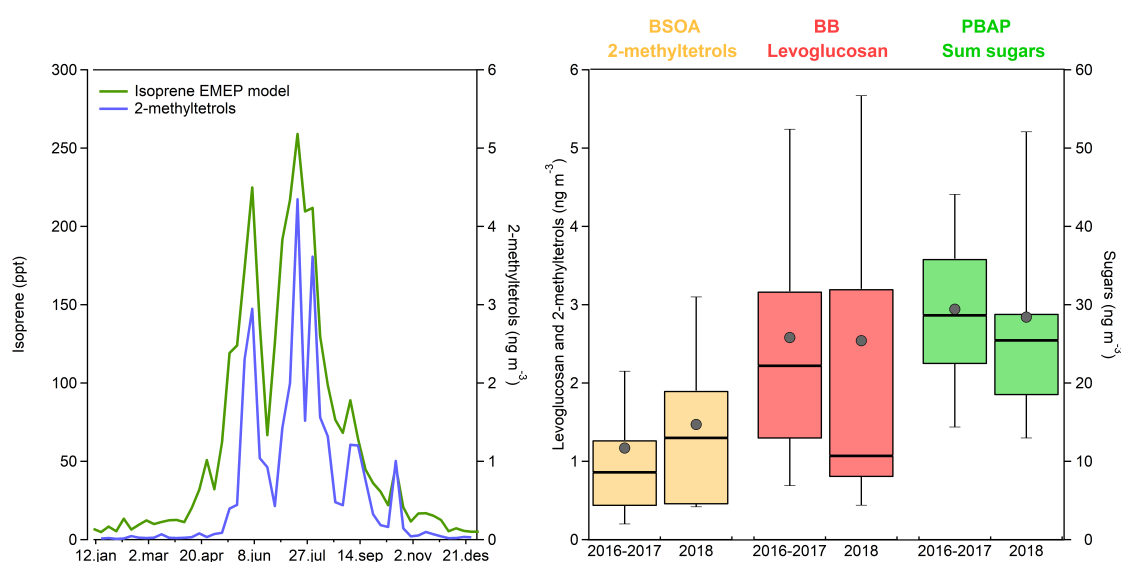 BSOA
2-methyltetrols
BB
Levoglucosan
PBAP
Sum sugars
300
250
200
150
100
50
0
Isoprene (ppt)
Isoprene EMEP model
2-methyltetrols
6
5
4
3
2
1
0
2-methyltetrols (ng m-3)
12.jan 2.mar 20.apr 8.jun 27.jul 14.sep 2.nov 21.des
6
5
4
3
2
1
0
Levoglucosan and 2-methyltetrols (ng m-3)
60
50
40
30
20
10
0
Sugars (ng m-3)
2016-2017 2018 2016-2017 2018 2016-2017 2018